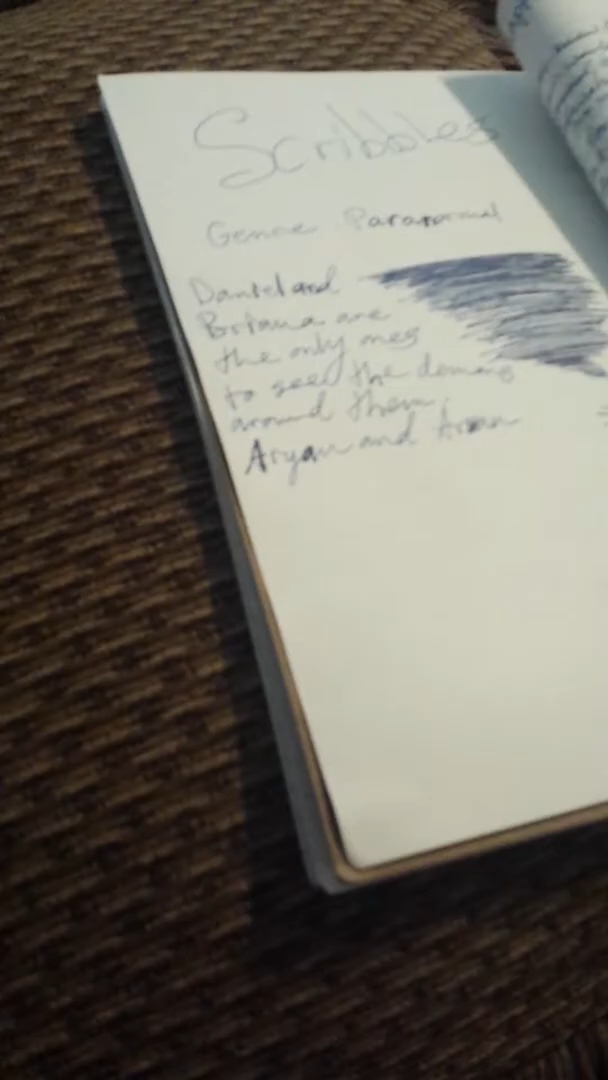 Scribbles
Genre Paranormal
Daniel and
Briana are
the only ones
to see the demons
around them.
Aryan and